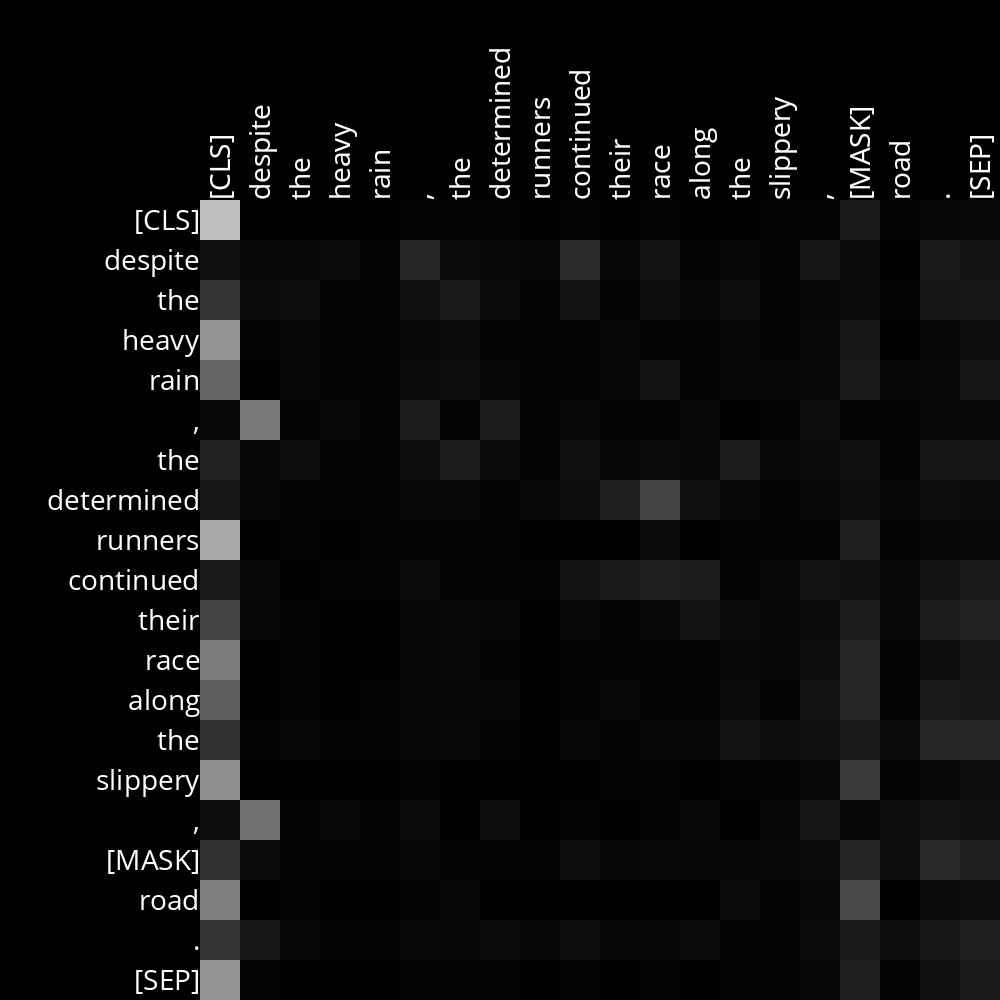 [CLS] despite the heavy rain , the determined runners continued their race along the slippery , [MASK] road . [SEP]
[CLS]
despite
the
heavy
rain
,
the
determined
runners
continued
their
race
along
the
slippery
,
[MASK]
road
.
[SEP]